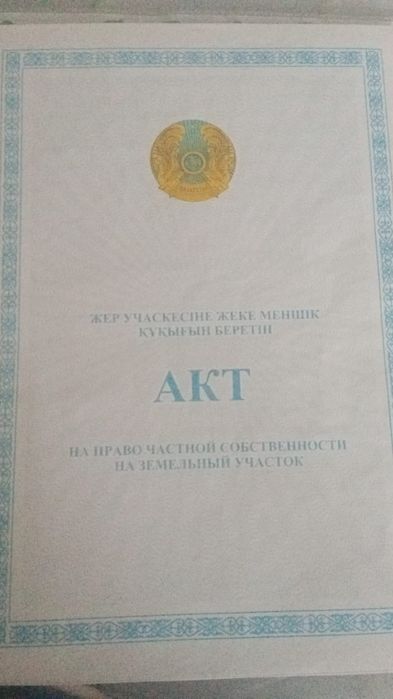 ЖЕР УЧАСКЕСІНЕ ЖЕКЕ МЕНШІК
ҚҰҚЫҒЫН БЕРЕТІН
АКТ
НА ПРАВО ЧАСТНОЙ СОБСТВЕННОСТИ
НА ЗЕМЕЛЬНЫЙ УЧАСТОК